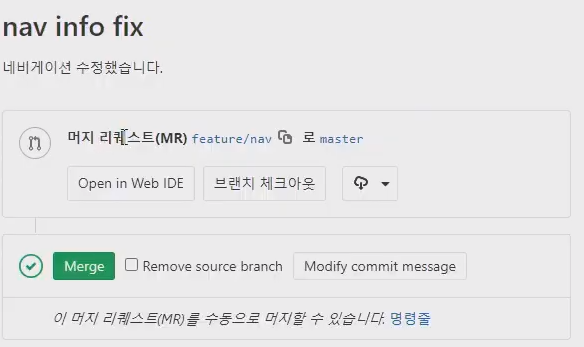 nav info fix
네비게이션 수정했습니다.
머지 리퀘스트(MR) feature/nav 로 master
Open in Web IDE 브랜치 체크아웃
Merge Remove source branch Modify commit message
이 머지 리퀘스트(MR)를 수동으로 머지할 수 있습니다. 명령줄